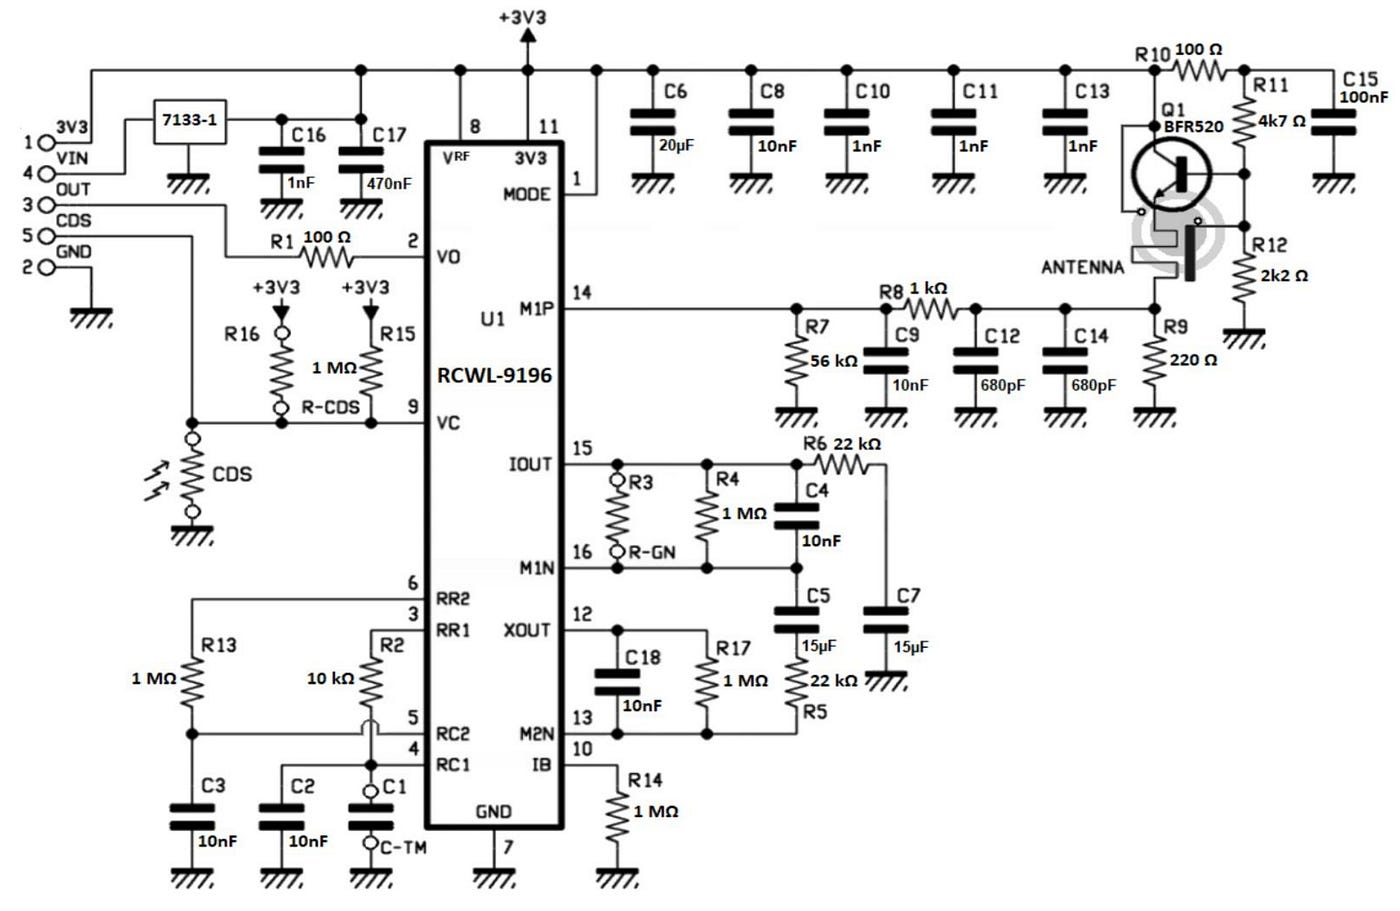 +3V3
R10 100 Ω
3V3
1
VIN
4
OUT
3
CDS
5
GND
2
7133-1
C16
1nF
C17
470nF
8
11
VRF
3V3
1
MODE
C6
20µF
C8
10nF
C10
1nF
C11
1nF
C13
1nF
Q1
BFR520
R11
4k7 Ω
C15
100nF
R1 100 Ω
2
VO
+3V3
+3V3
R16
R15
1 MΩ
R-CDS
9
VC
CDS
U1
RCWL-9196
M1P
14
ANTENNA
R12
2k2 Ω
R8 1 kΩ
R7
56 kΩ
C9
10nF
C12
680pF
C14
680pF
R9
220 Ω
IOUT
15
R6 22 kΩ
R3
R-GN
R4
1 MΩ
C4
10nF
M1N
16
C5
15µF
C7
15µF
6
RR2
3
RR1
R13
1 MΩ
R2
10 kΩ
XOUT
12
C18
10nF
R17
1 MΩ
22 kΩ
R5
5
RC2
M2N
13
4
RC1
IB
10
C3
10nF
C2
10nF
C1
C-TM
R14
1 MΩ
GND
7